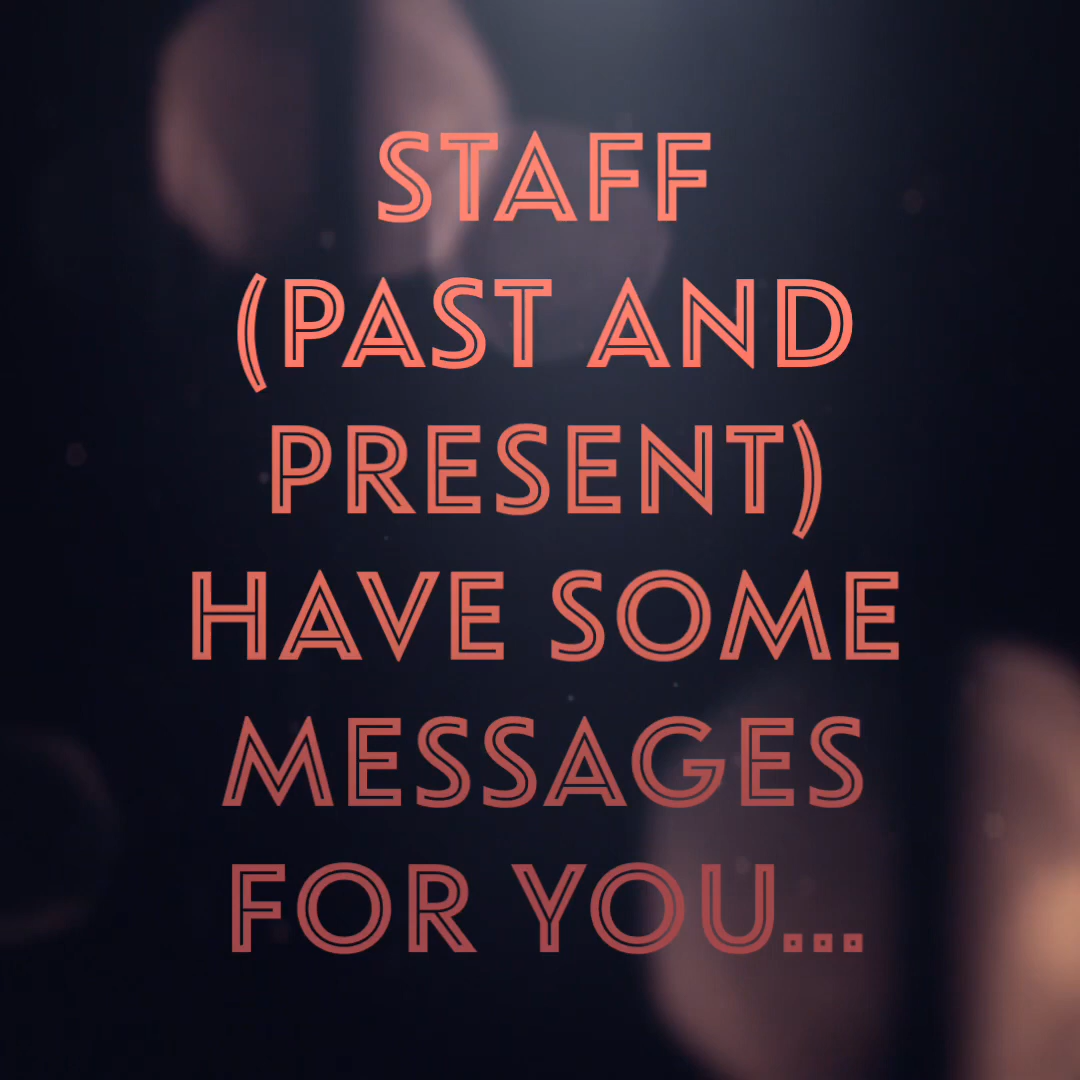 STAFF
(PAST AND
PRESENT)
HAVE SOME
MESSAGES
FOR YOU...